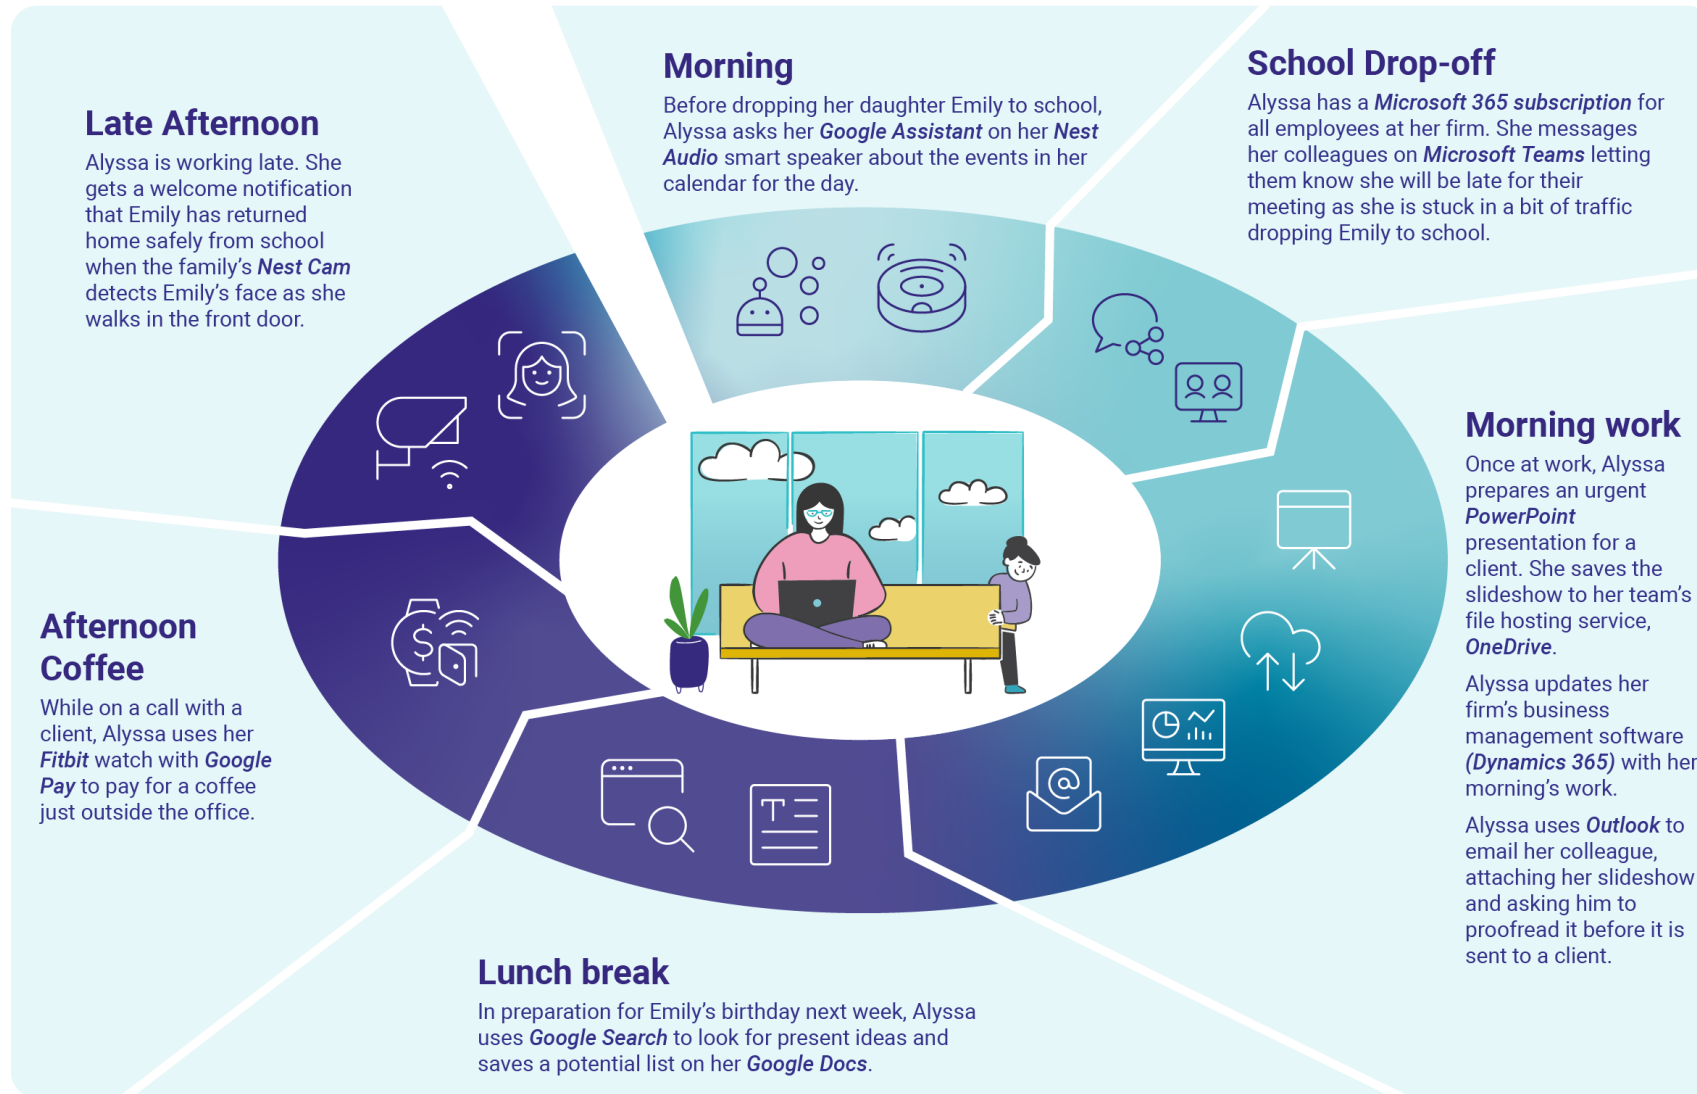 Morning
Before dropping her daughter Emily to school,
Alyssa asks her Google Assistant on her Nest
Audio smart speaker about the events in her
calendar for the day.
School Drop-off
Alyssa has a Microsoft 365 subscription for
all employees at her firm. She messages
her colleagues on Microsoft Teams letting
them know she will be late for their
meeting as she is stuck in a bit of traffic
dropping Emily to school.
Morning work
Once at work, Alyssa
prepares an urgent
PowerPoint
presentation for a
client. She saves the
slideshow to her team’s
file hosting service,
OneDrive.
Alyssa updates her
firm’s business
management software
(Dynamics 365) with her
morning’s work.
Alyssa uses Outlook to
email her colleague,
attaching her slideshow
and asking him to
proofread it before it is
sent to a client.
Lunch break
In preparation for Emily’s birthday next week, Alyssa
uses Google Search to look for present ideas and
saves a potential list on her Google Docs.
Afternoon
Coffee
While on a call with a
client, Alyssa uses her
Fitbit watch with Google
Pay to pay for a coffee
just outside the office.
Late Afternoon
Alyssa is working late. She
gets a welcome notification
that Emily has returned
home safely from school
when the family’s Nest Cam
detects Emily’s face as she
walks in the front door.
$
@
T